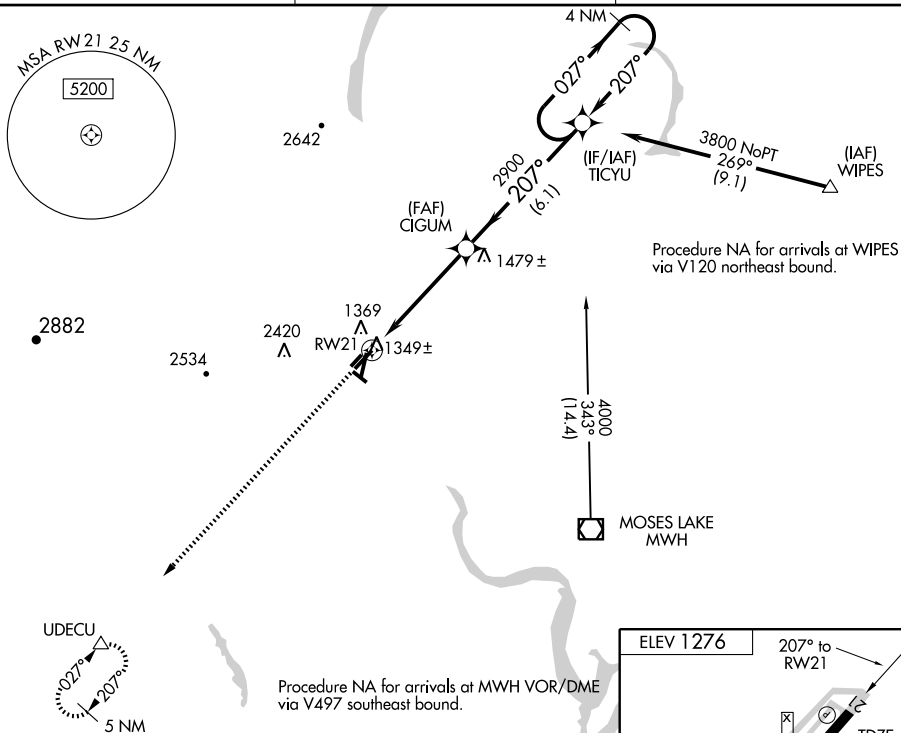 MSA RW21 25 NM
5200
4 NM
027°
207°
2642
(IF/IAF)
TICYU
3800 NoPT
269°
(9.1)
(IAF)
WIPES
2900
207°
(6.1)
(FAF)
CIGUM
1479 ±
Procedure NA for arrivals at WIPES
via V120 northeast bound.
2882
2534
2420
1369
RW21
1349±
4000
343°
(14.4)
MOSES LAKE
MWH
UDECU
027°
207°
5 NM
Procedure NA for arrivals at MWH VOR/DME
via V497 southeast bound.
ELEV 1276
207° to
RW21
21
X
P